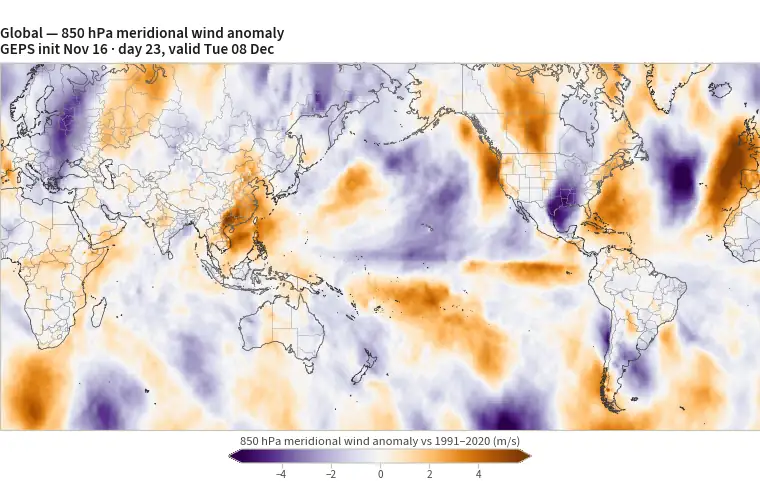 Global — 850 hPa meridional wind anomaly
GEPS init Nov 16 · day 23, valid Tue 08 Dec
850 hPa meridional wind anomaly vs 1991–2020 (m/s)
−4 −2 0 2 4